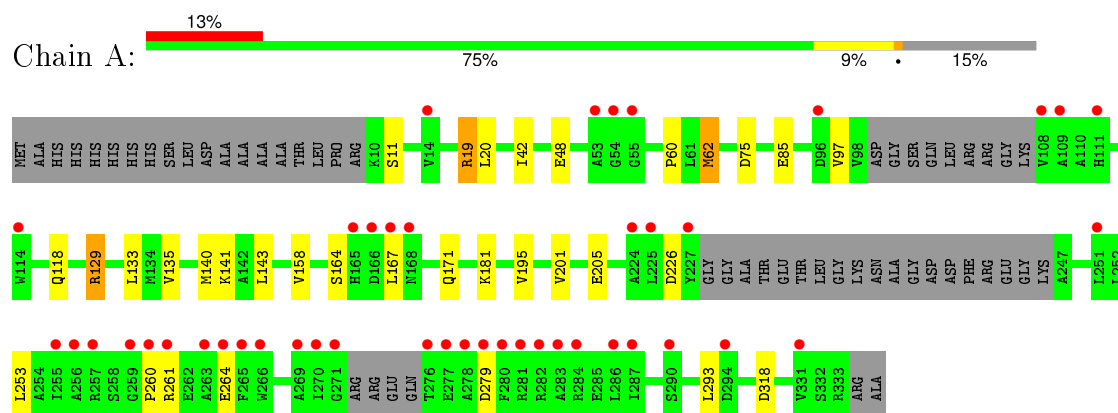 13%
Chain A:
75% 9% • 15%
MET ALA HIS HIS HIS HIS HIS HIS SER LEU ASP ALA ALA ALA ALA THR LEU PRO ARG K10 S11 V14 R19 L20 I42 E48 A53 G54 G55 P60 L61 M62 D75 E85 D96 V97 V98 ASP GLY SER GLN LEU ARG ARG GLY LYS V108 A109 A110 H111
W114 Q118 R129 L133 M134 V135 M140 K141 A142 L143 V158 S164 H165 D166 L167 N168 Q171 K181 V195 V201 E205 A224 L225 D226 Y227 GLY GLY ALA THR GLU THR LEU GLY LYS ASN ALA GLY ASP ASP PHE ARG GLU GLY LYS A247 L251 L252
L253 A254 I255 A256 R257 S258 G259 P260 R261 E262 A263 E264 F265 W266 A269 I270 G271 ARG ARG GLU GLN T276 E277 A278 D279 F280 R281 R282 A283 R284 E285 L286 I287 S290 L293 D294 D318 V331 S332 R333 ARG ALA